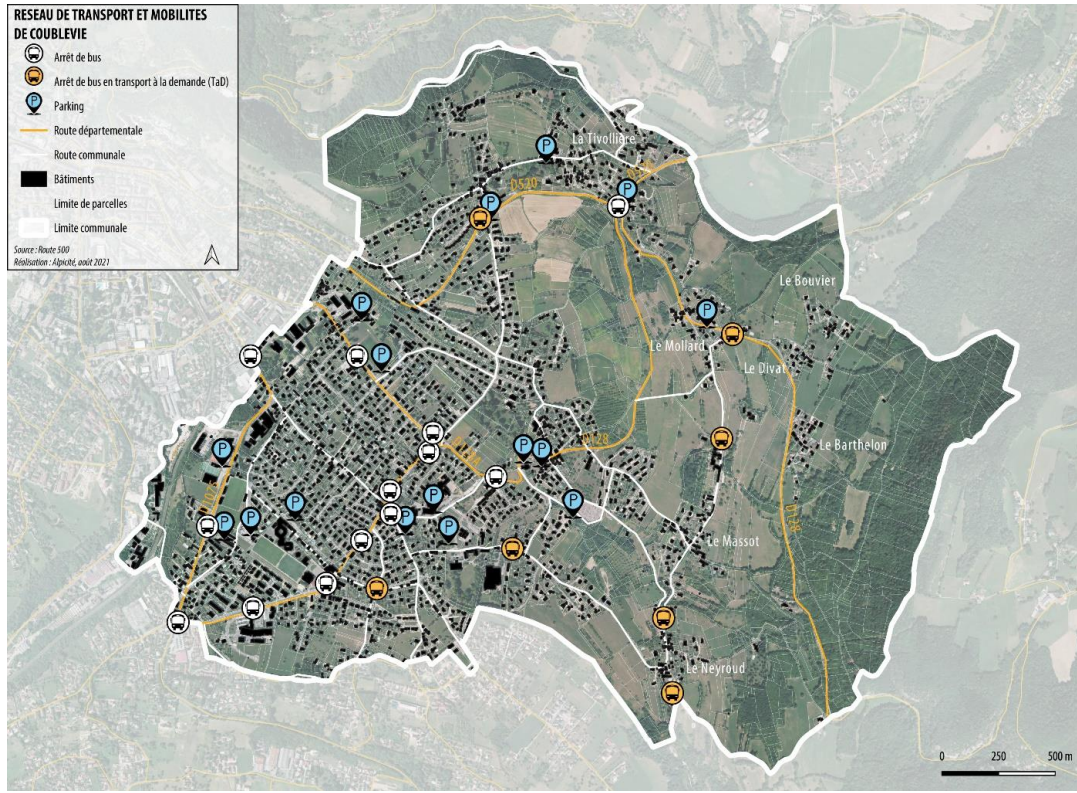 RESEAU DE TRANSPORT ET MOBILITES
DE COUBLEVIE
Arrêt de bus
Arrêt de bus en transport à la demande (TaD)
P
Parking
Route départementale
Route communale
Bâtiments
Limite de parcelles
Limite communale
Source : Route 500
Réalisation : Alpicité, août 2021
La Tivollière
P
P
D520
P
Le Bouvier
P
P
Le Mollard
Le Divat
P
D128
Le Barthelon
P
P
P
P
P
P
P
P
P
P
D128
Le Massot
Le Neyroud
0 250 500 m